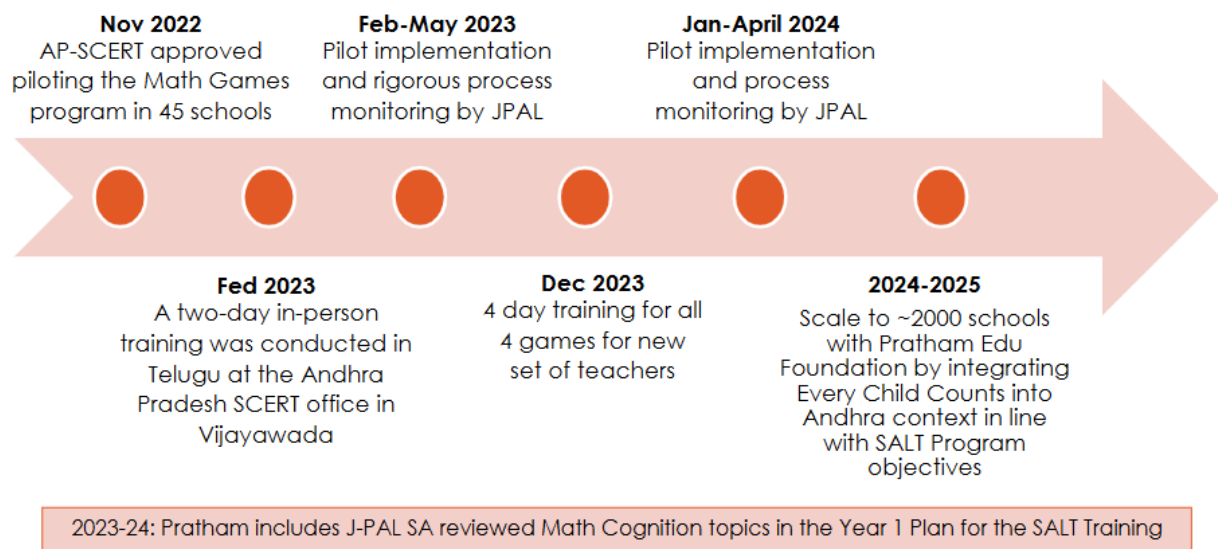 Nov 2022
AP-SCERT approved
piloting the Math Games
program in 45 schools
Feb-May 2023
Pilot implementation
and rigorous process
monitoring by JPAL
Jan-April 2024
Pilot implementation
and process
monitoring by JPAL
Fed 2023
A two-day in-person
training was conducted in
Telugu at the Andhra
Pradesh SCERT office in
Vijayawada
Dec 2023
4 day training for all
4 games for new
set of teachers
2024-2025
Scale to ~2000 schools
with Pratham Edu
Foundation by integrating
Every Child Counts into
Andhra context in line
with SALT Program
objectives
2023-24: Pratham includes J-PAL SA reviewed Math Cognition topics in the Year 1 Plan for the SALT Training